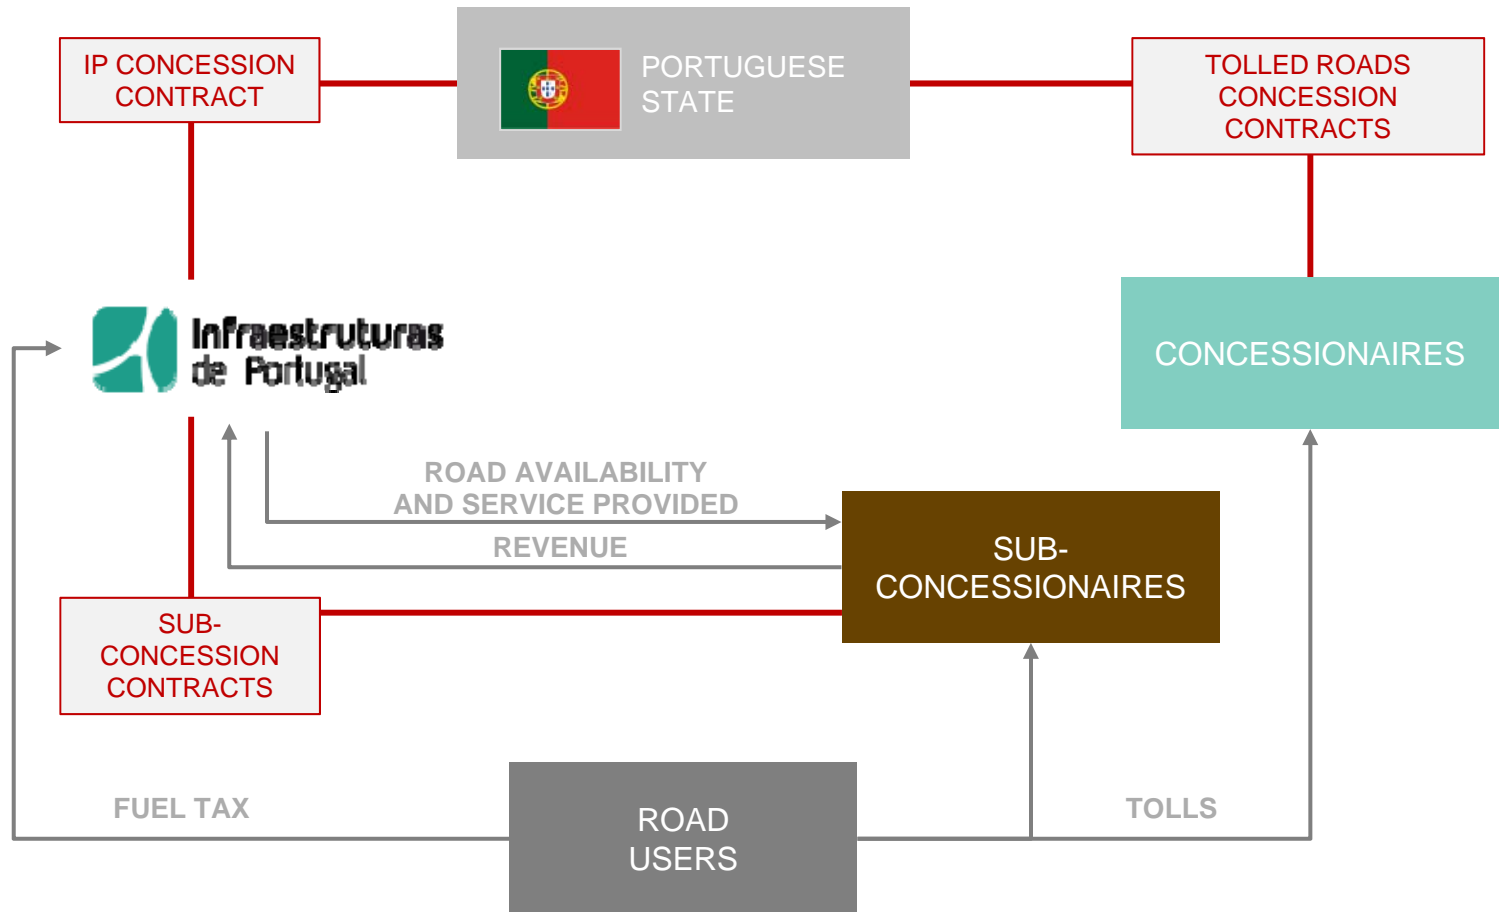 IP CONCESSION
CONTRACT
PORTUGUESE
STATE
TOLLED ROADS
CONCESSION
CONTRACTS
Infraestruturas
de Portugal
CONCESSIONAIRES
ROAD AVAILABILITY
AND SERVICE PROVIDED
REVENUE
SUB-
CONCESSIONAIRES
SUB-
CONCESSION
CONTRACTS
FUEL TAX
ROAD
USERS
TOLLS